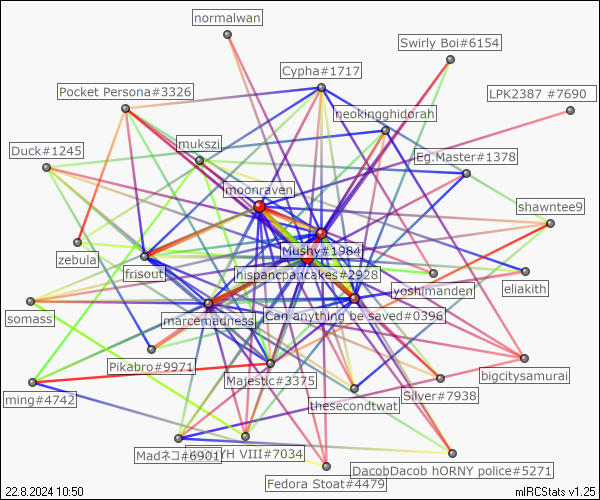 normalwan
Swirly Boi#6154
Cypha#1717
Pocket Persona#3326
LPK2387 #7690
neokingghidorah
mukszi
Duck#1245
Eg.Master#1378
moonraven
shawntee9
Mushy#1984
zebula
frisout
hispancpancakes#2928
yoshimanden
eliakith
somass
marcemadness
Can anything be saved#0396
Pikabro#9971
Majestic#3375
bigcitysamurai
ming#4742
thesecondtwat
Silver#7938
Madネコ#6901
YH VIII#7034
DacobDacob hORNY police#5271
Fedora Stoat#4479
22.8.2024 10:50
mIRCStats v1.25